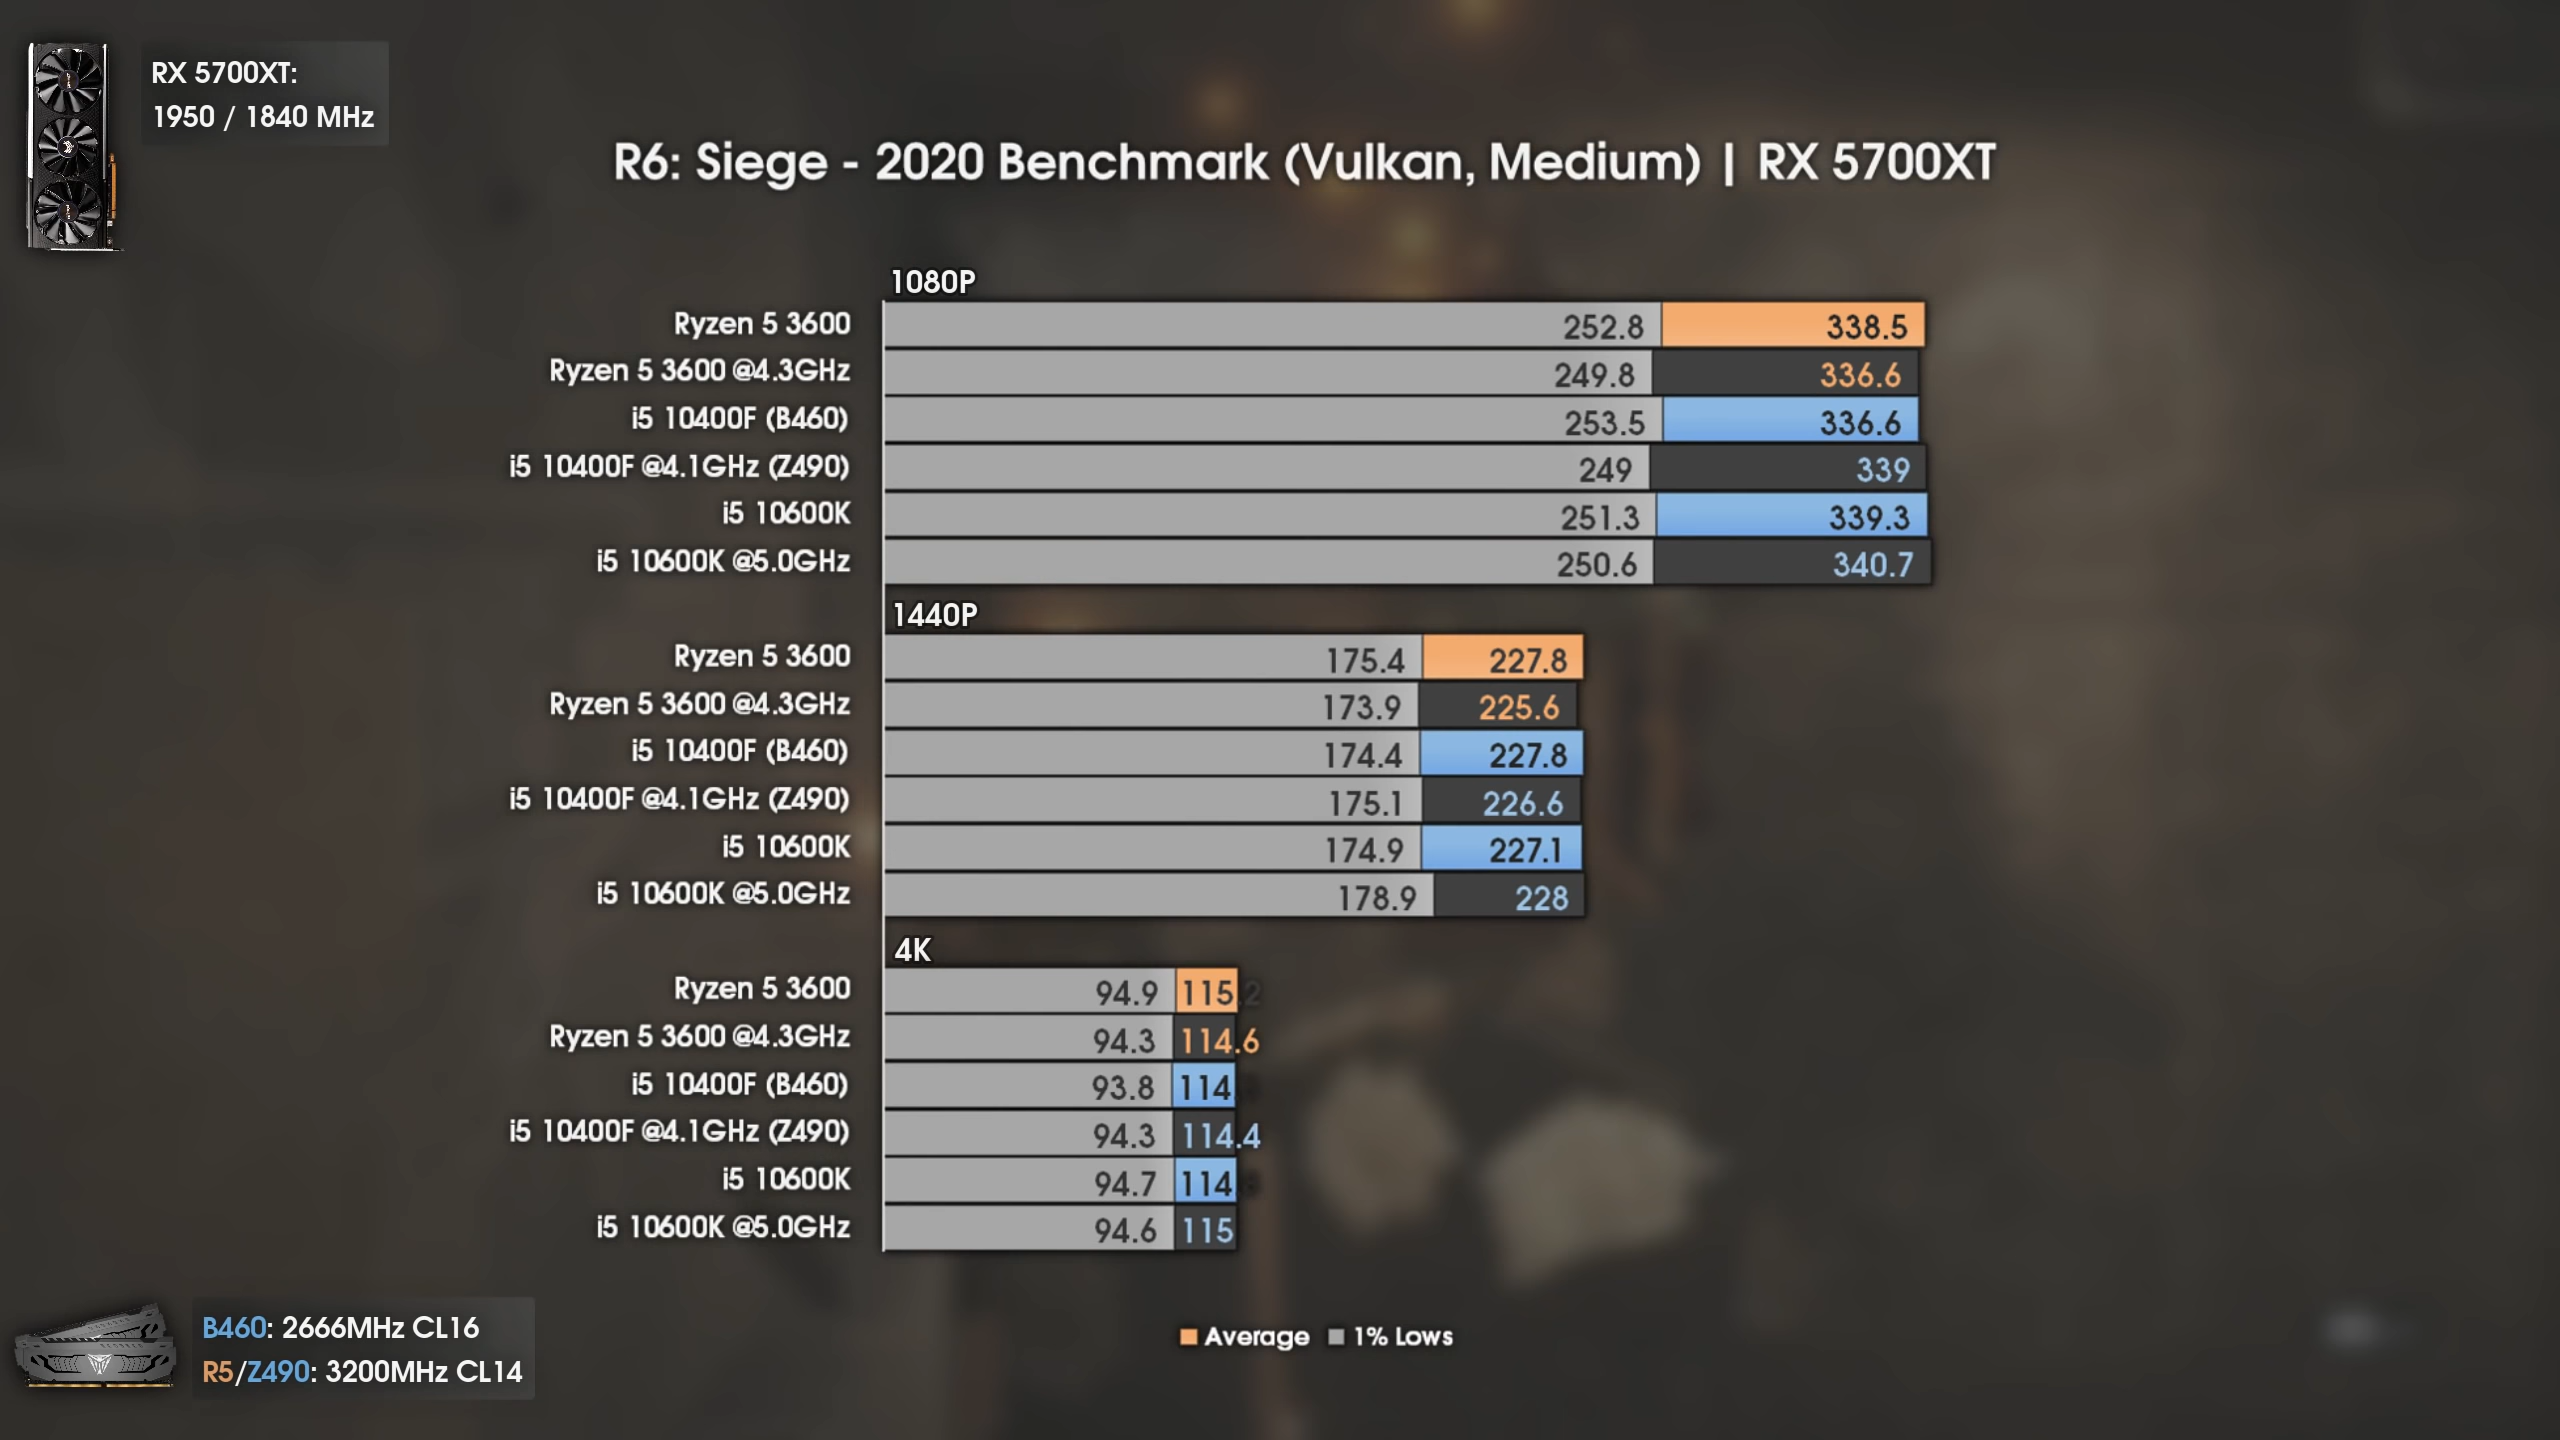 RX 5700XT:
1950 / 1840 MHz
R6: Siege - 2020 Benchmark (Vulkan, Medium) | RX 5700XT
1080P
Ryzen 5 3600 252.8 338.5
Ryzen 5 3600 @4.3GHz 249.8 336.6
i5 10400F (B460) 253.5 336.6
i5 10400F @4.1GHz (Z490) 249 339
i5 10600K 251.3 339.3
i5 10600K @5.0GHz 250.6 340.7
1440P
Ryzen 5 3600 175.4 227.8
Ryzen 5 3600 @4.3GHz 173.9 225.6
i5 10400F (B460) 174.4 227.8
i5 10400F @4.1GHz (Z490) 175.1 226.6
i5 10600K 174.9 227.1
i5 10600K @5.0GHz 178.9 228
4K
Ryzen 5 3600 94.9 115.2
Ryzen 5 3600 @4.3GHz 94.3 114.6
i5 10400F (B460) 93.8
i5 10400F @4.1GHz (Z490) 94.3 114.4
i5 10600K 94.7
i5 10600K @5.0GHz 94.6 115
Average 1% Lows
B460: 2666MHz CL16
R5/Z490: 3200MHz CL14